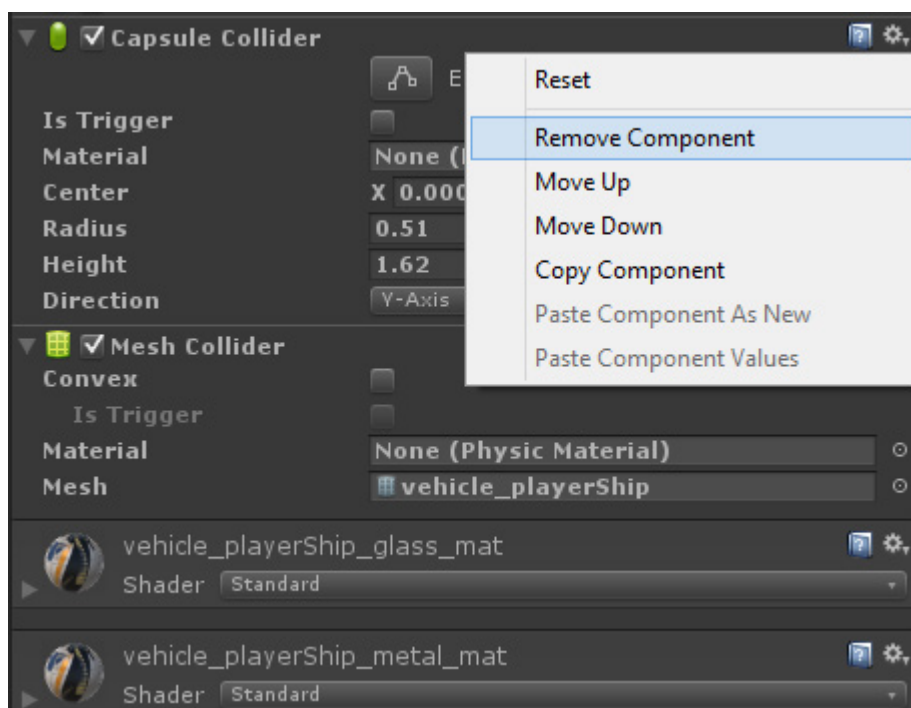 Capsule Collider
E
Reset
Is Trigger
Remove Component
Material None (
Move Up
Center X 0.000
Radius 0.51
Move Down
Height 1.62
Copy Component
Direction Y-Axis
Paste Component As New
Mesh Collider
Paste Component Values
Convex
Is Trigger
Material None (Physic Material)
Mesh vehicle_playerShip
vehicle_playerShip_glass_mat
Shader Standard
vehicle_playerShip_metal_mat
Shader Standard